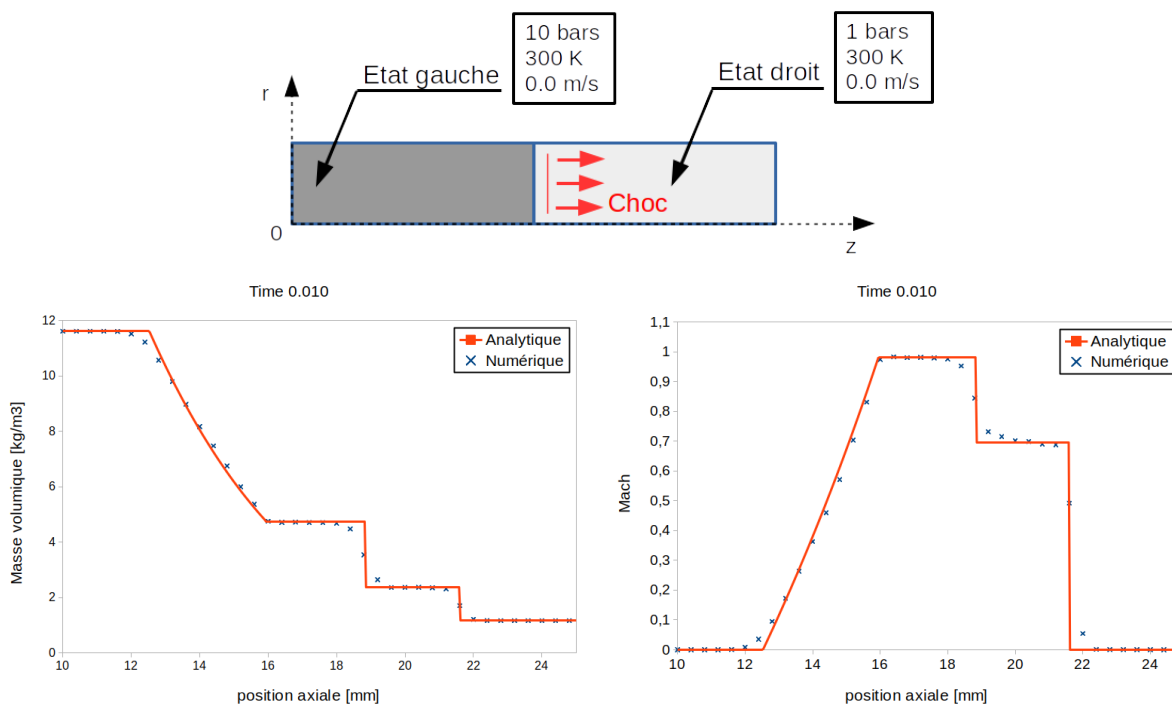 10 bars
300 K
0.0 m/s
1 bars
300 K
0.0 m/s
Etat gauche
Etat droit
r
Choc
0
z
Time 0.010
12
10
8
6
4
2
0
10 12 14 16 18 20 22 24
Masse volumique [kg/m3]
position axiale [mm]
Analytique
Numérique
Time 0.010
1,1
1
0,9
0,8
0,7
0,6
0,5
0,4
0,3
0,2
0,1
0
10 12 14 16 18 20 22 24
Mach
position axiale [mm]
Analytique
Numérique